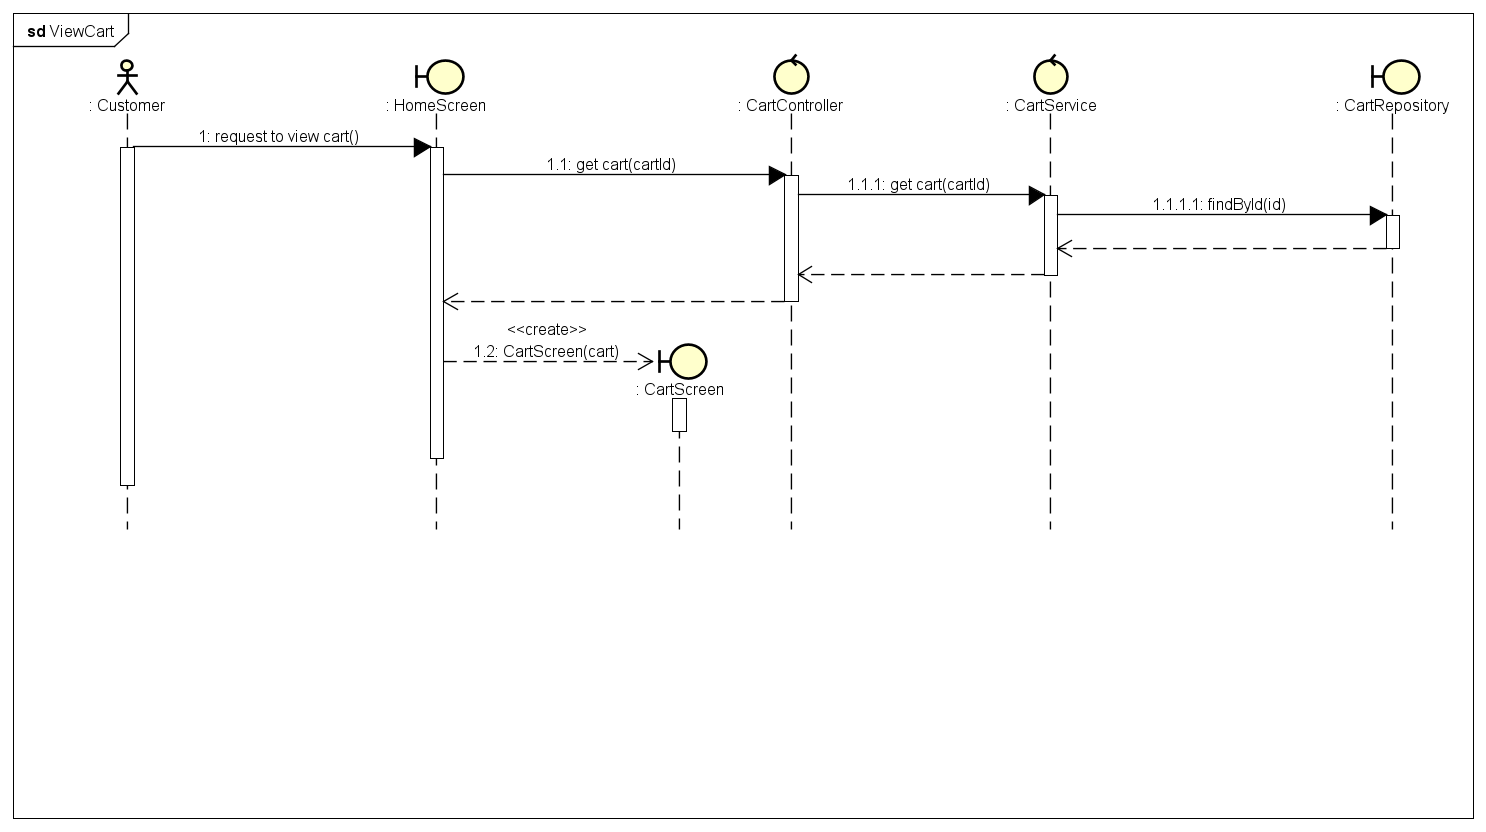 sd ViewCart
: Customer
: HomeScreen
: CartController
: CartService
: CartRepository
1: request to view cart()
1.1: get cart(cartId)
1.1.1: get cart(cartId)
1.1.1.1: findById(id)
<<create>>
1.2: CartScreen(cart)
: CartScreen